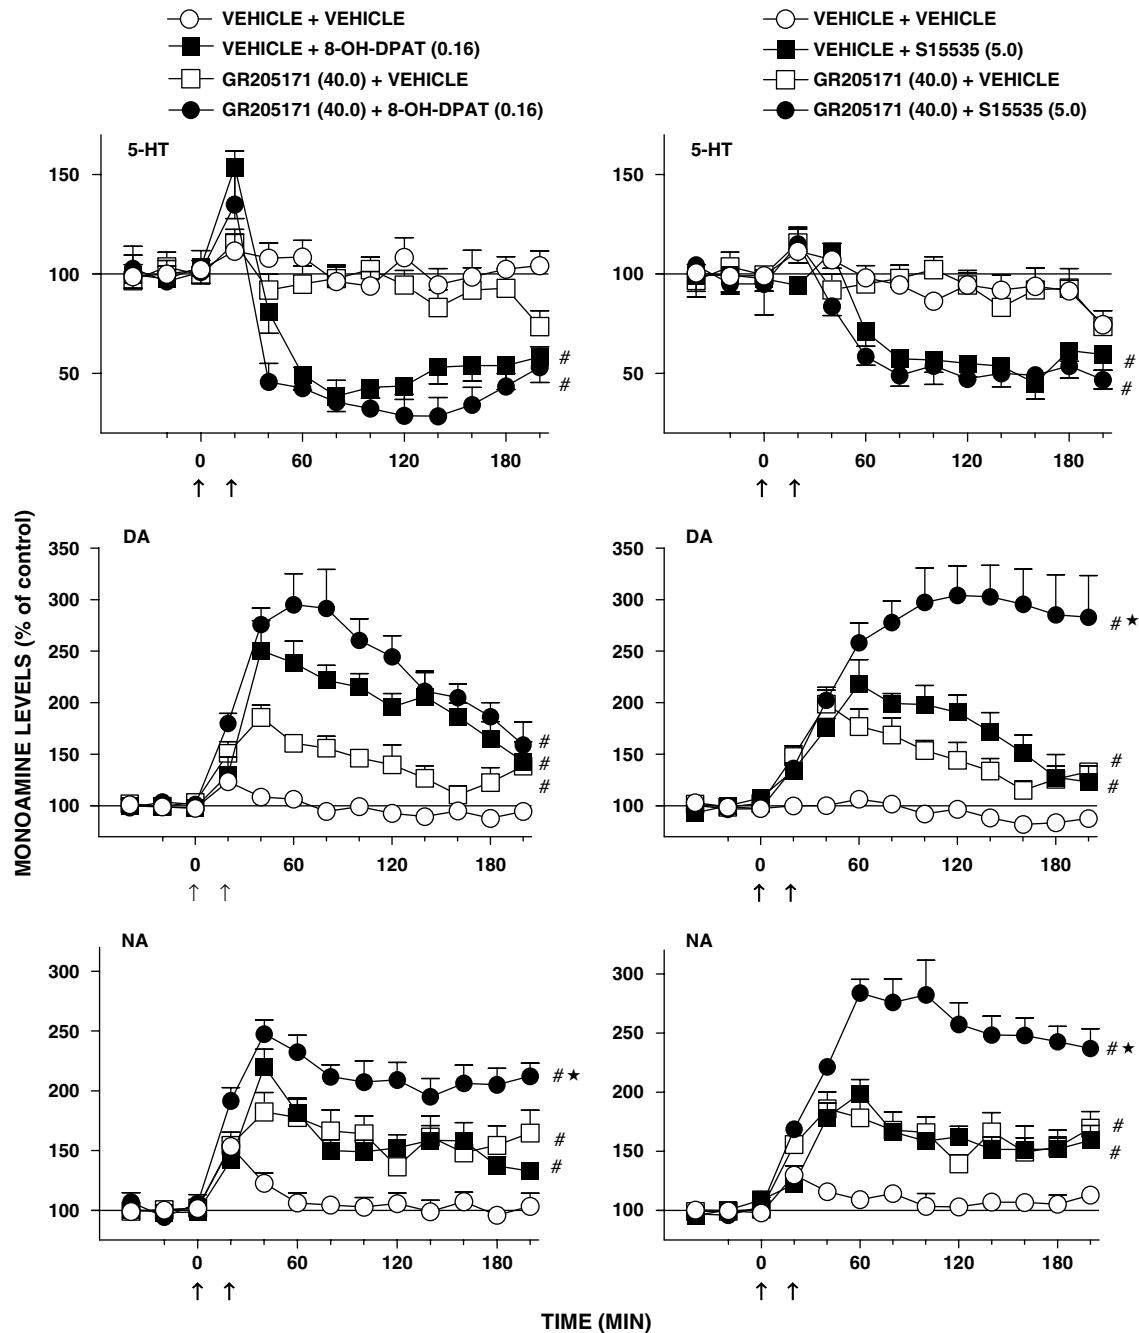 VEHICLE + VEHICLE
VEHICLE + 8-OH-DPAT (0.16)
GR205171 (40.0) + VEHICLE
GR205171 (40.0) + 8-OH-DPAT (0.16)
VEHICLE + VEHICLE
VEHICLE + S15535 (5.0)
GR205171 (40.0) + VEHICLE
GR205171 (40.0) + S15535 (5.0)
MONOAMINE LEVELS (% of control)
5-HT
150
100
50
#
#
0 60 120 180
↑ ↑
5-HT
150
100
50
#
#
0 60 120 180
↑ ↑
DA
350
300
250
200
150
100
#
#
#
0 60 120 180
↑ ↑
DA
350
300
250
200
150
100
# ★
#
#
0 60 120 180
↑ ↑
NA
300
250
200
150
100
# ★
#
#
0 60 120 180
↑ ↑
NA
300
250
200
150
100
# ★
#
#
0 60 120 180
↑ ↑
TIME (MIN)